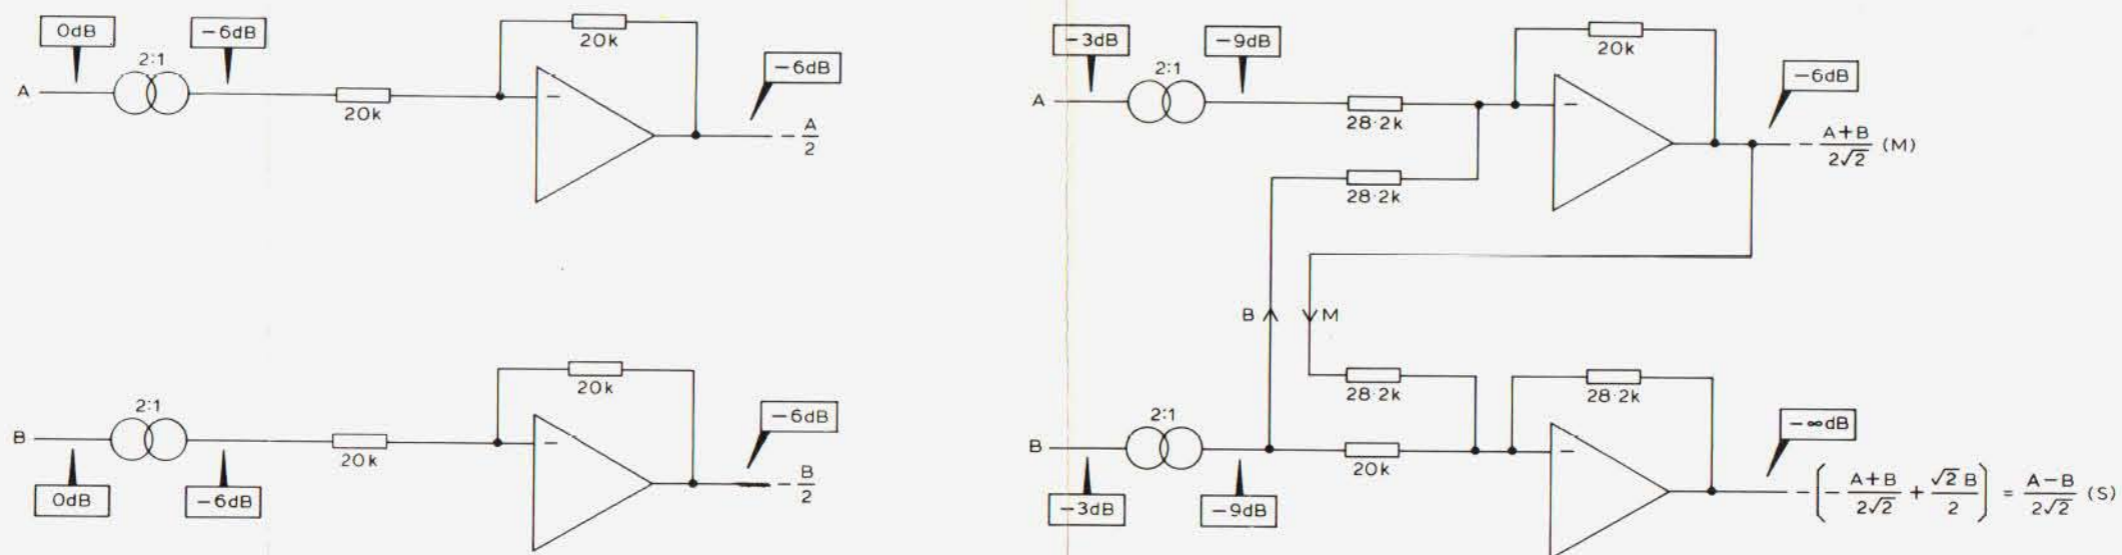 0dB
-6dB
2:1
A
20k
20k
-6dB
- A/2
2:1
B
0dB
-6dB
20k
20k
-6dB
- B/2
-3dB
-9dB
2:1
A
28·2k
28·2k
20k
-6dB
- A+B/2√2 (M)
B
M
2:1
B
-3dB
-9dB
28·2k
20k
28·2k
-∞dB
-(- A+B/2√2 + √2 B/2) = A-B/2√2 (S)